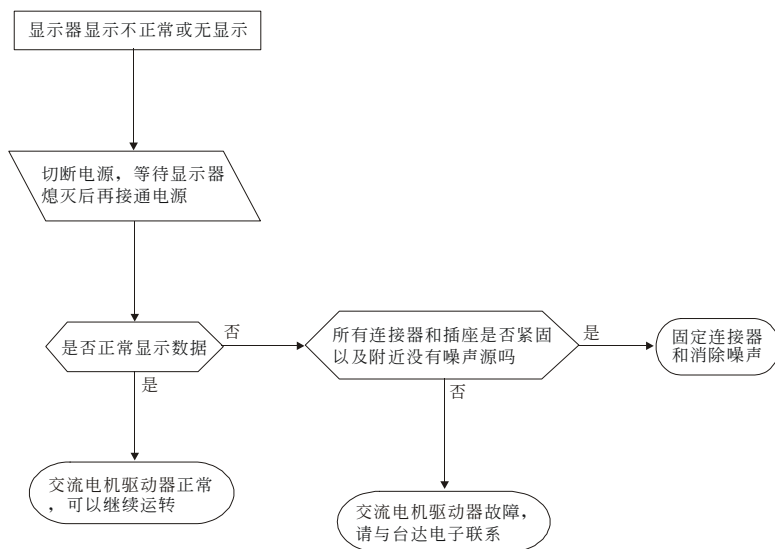 显示器显示不正常或无显示
切断电源，等待显示器
熄灭后再接通电源
是否正常显示数据
否
所有连接器和插座是否紧固
以及附近没有噪声源吗
是
固定连接器
和消除噪声
是
否
交流电机驱动器正常
，可以继续运转
交流电机驱动器故障，
请与台达电子联系